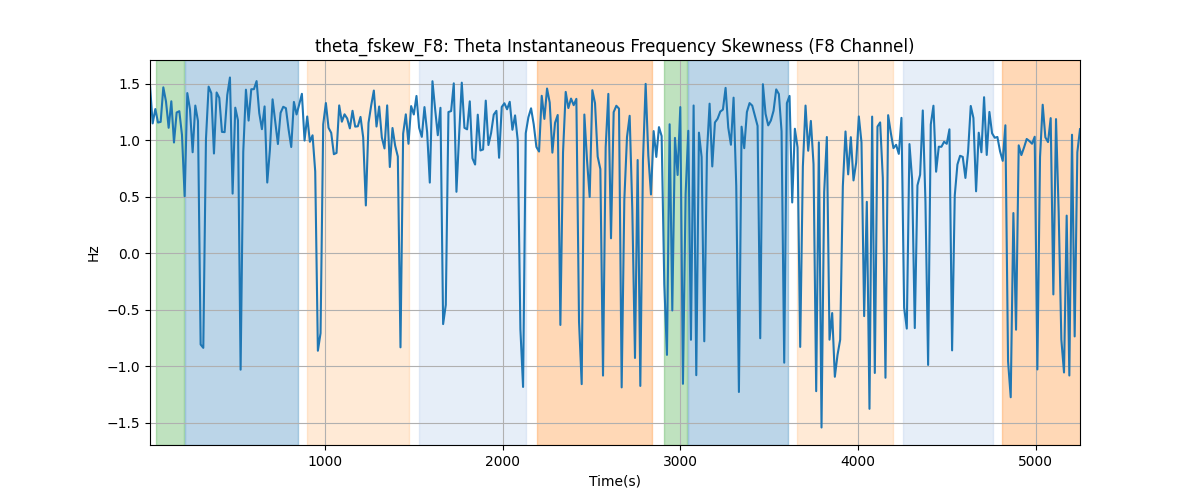 theta_fskew_F8: Theta Instantaneous Frequency Skewness (F8 Channel)
1.5
1.0
0.5
0.0
−0.5
−1.0
−1.5
Hz
1000 2000 3000 4000 5000
Time(s)